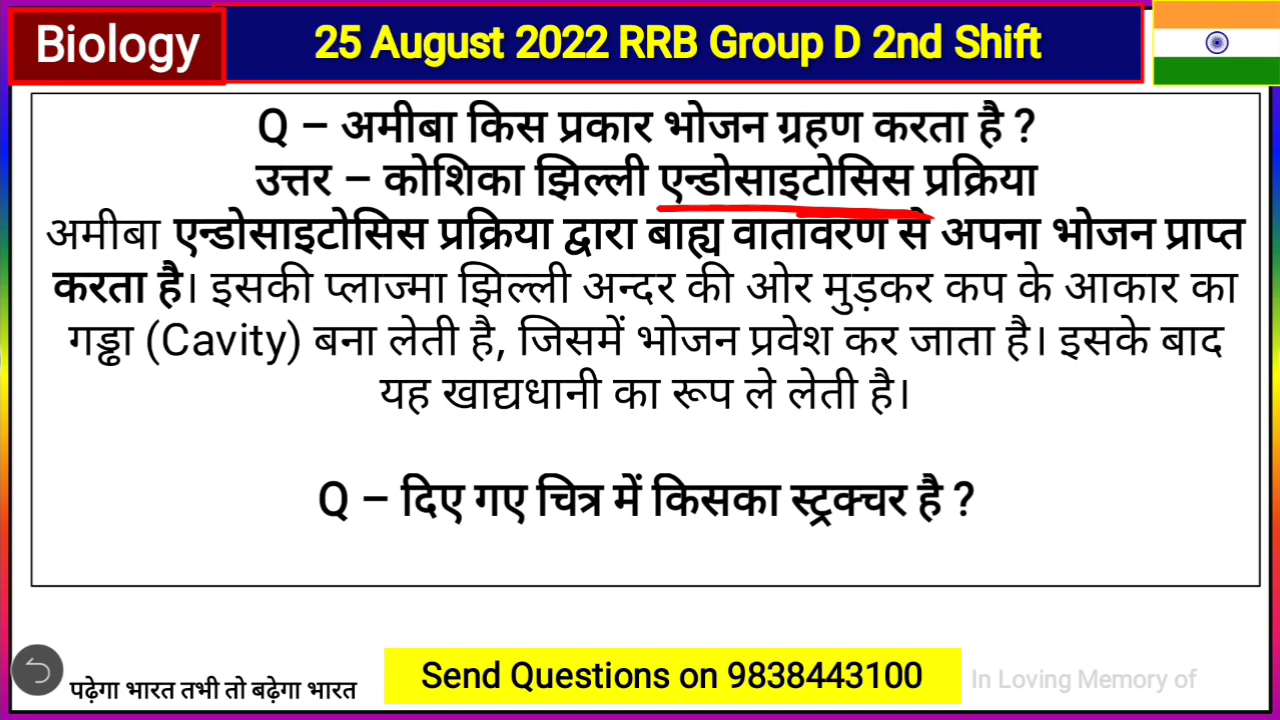 Biology
25 August 2022 RRB Group D 2nd Shift
Q – अमीबा किस प्रकार भोजन ग्रहण करता है ?
उत्तर – कोशिका झिल्ली एन्डोसाइटोसिस प्रक्रिया
अमीबा एन्डोसाइटोसिस प्रक्रिया द्वारा बाह्य वातावरण से अपना भोजन प्राप्त
करता है। इसकी प्लाज्मा झिल्ली अन्दर की ओर मुड़कर कप के आकार का
गड्ढा (Cavity) बना लेती है, जिसमें भोजन प्रवेश कर जाता है। इसके बाद
यह खाद्यधानी का रूप ले लेती है।
Q – दिए गए चित्र में किसका स्ट्रक्चर है ?
पढ़ेगा भारत तभी तो बढ़ेगा भारत
Send Questions on 9838443100
In Loving Memory of